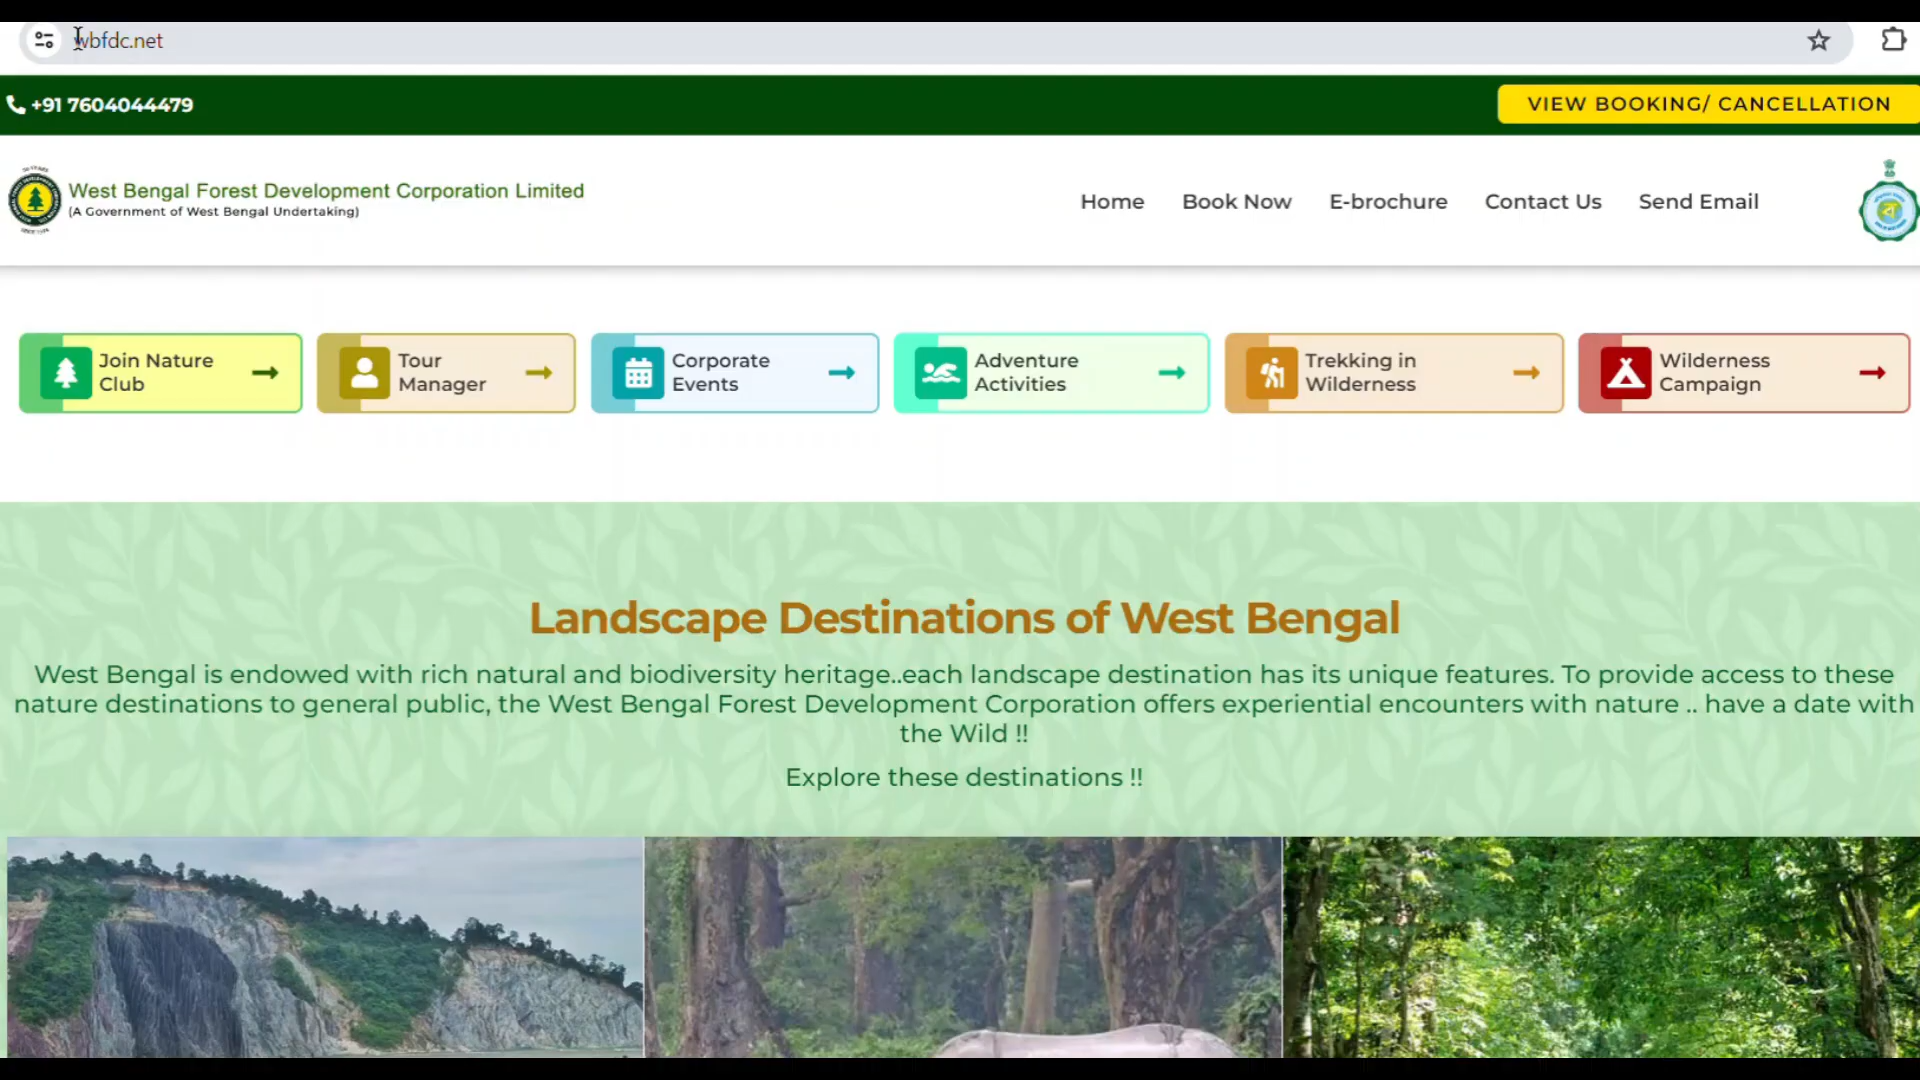 wbfdc.net
+91 7604044479
VIEW BOOKING/ CANCELLATION
West Bengal Forest Development Corporation Limited
(A Government of West Bengal Undertaking)
Home Book Now E-brochure Contact Us Send Email
Join Nature
Club
Tour
Manager
Corporate
Events
Adventure
Activities
Trekking in
Wilderness
Wilderness
Campaign
Landscape Destinations of West Bengal
West Bengal is endowed with rich natural and biodiversity heritage..each landscape destination has its unique features. To provide access to these
nature destinations to general public, the West Bengal Forest Development Corporation offers experiential encounters with nature .. have a date with
the Wild !!
Explore these destinations !!